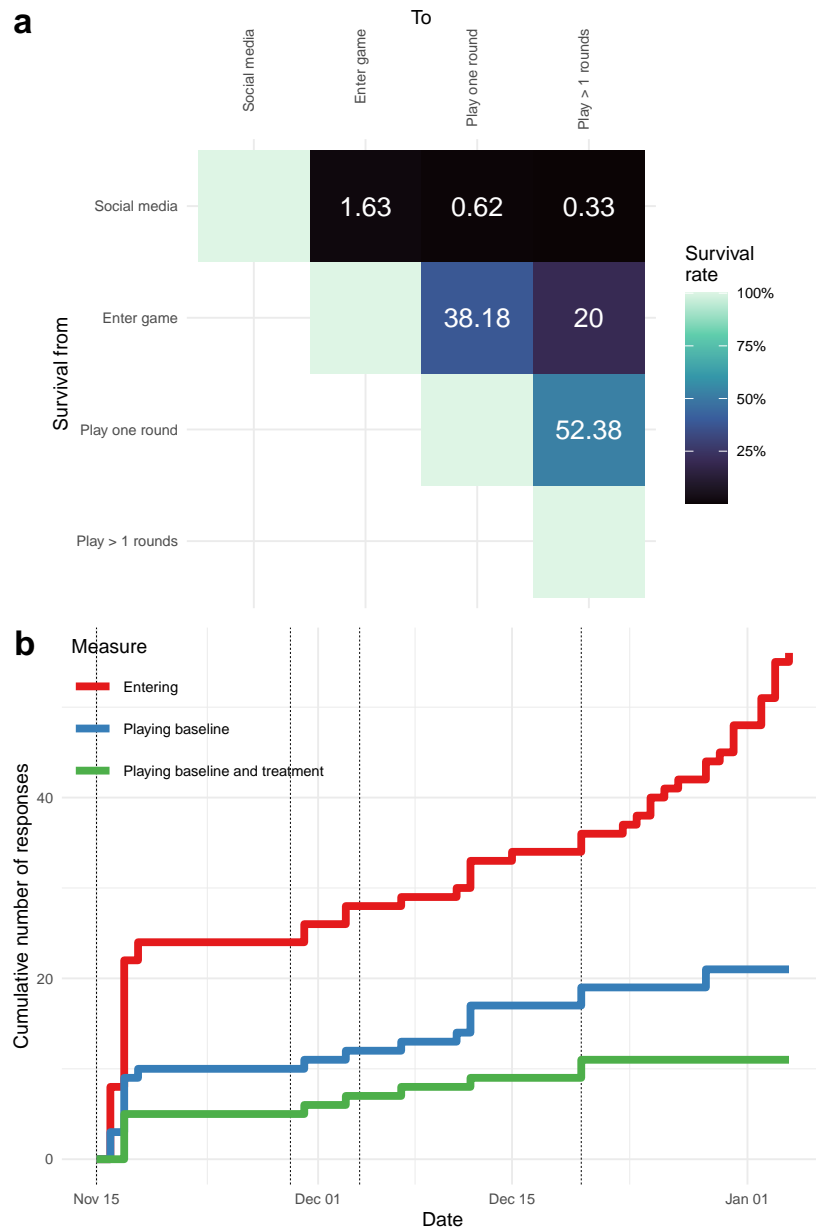 a
To
Social media
Enter game
Play one round
Play > 1 rounds
Survival from
Social media
1.63
0.62
0.33
Enter game
38.18
20
Play one round
52.38
Play > 1 rounds
Survival
rate
100%
75%
50%
25%
b
Measure
Entering
Playing baseline
Playing baseline and treatment
Cumulative number of responses
40
20
0
Nov 15
Dec 01
Dec 15
Jan 01
Date